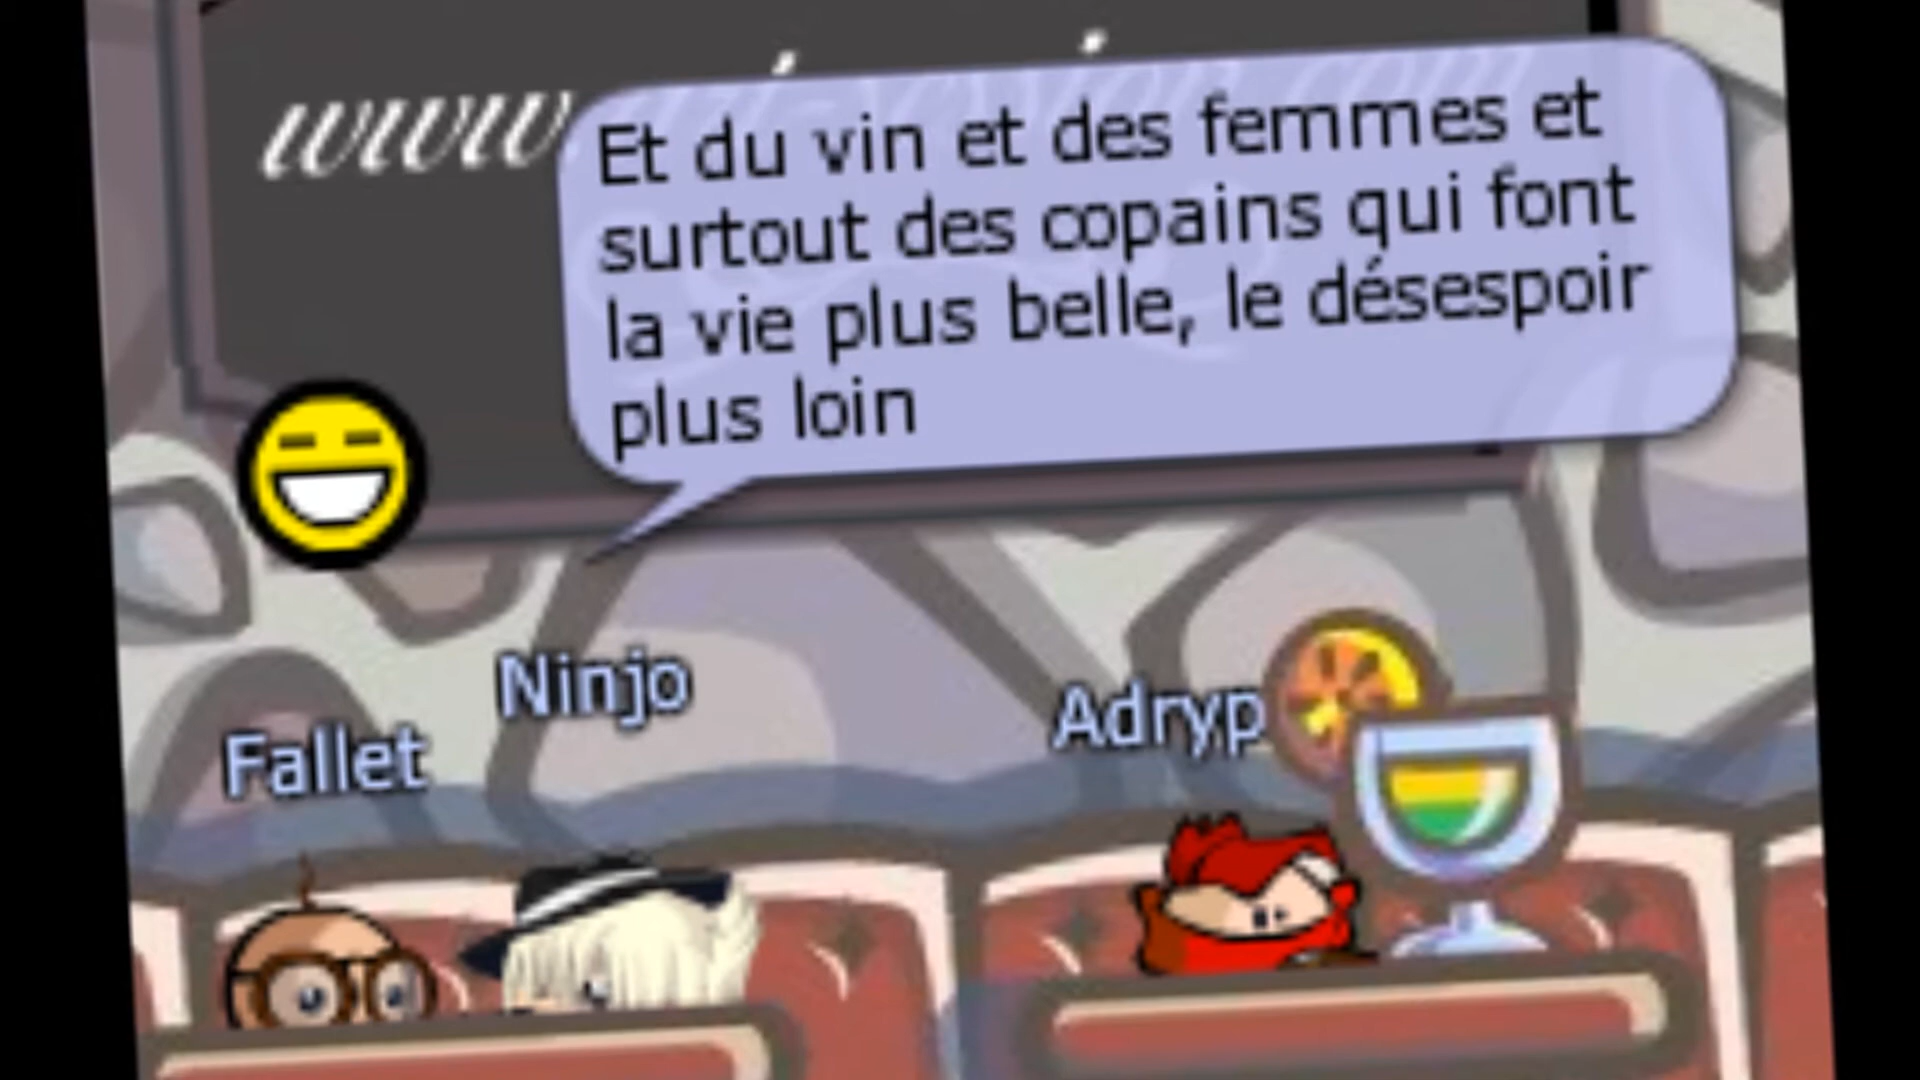 www.
Et du vin et des femmes et
surtout des copains qui font
la vie plus belle, le désespoir
plus loin
Ninjo
Adryp
Fallet